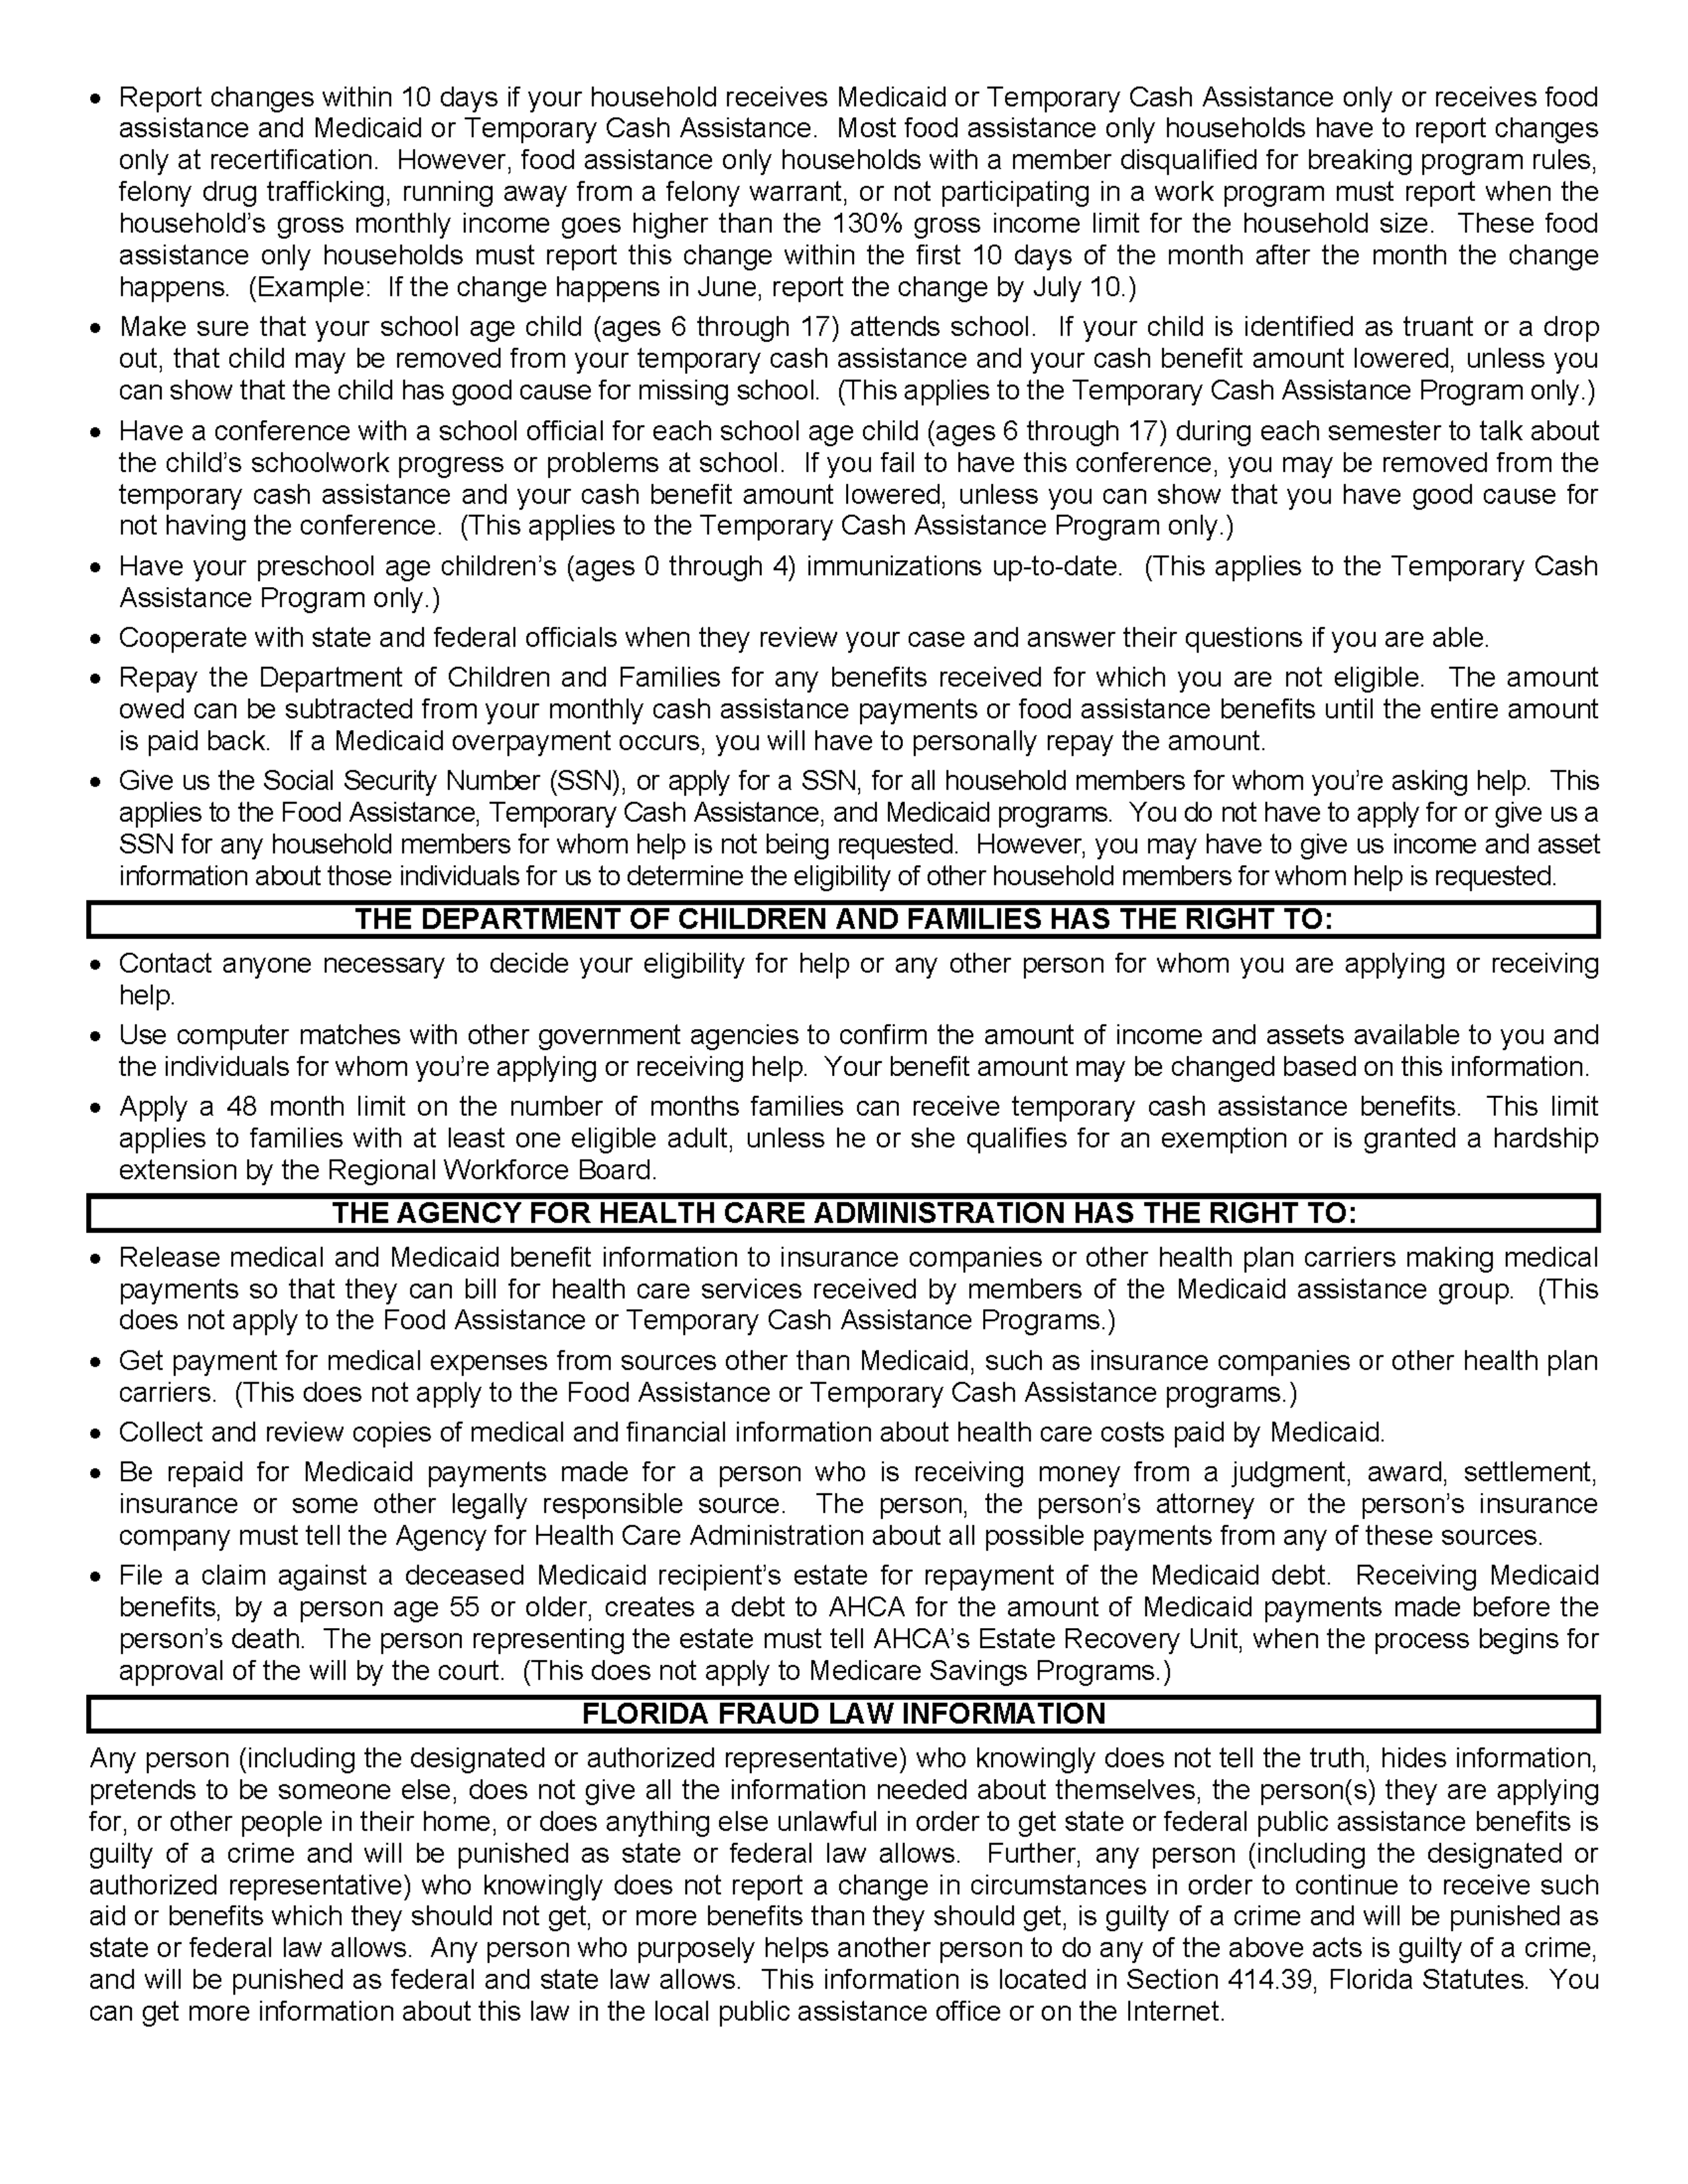 • Report changes within 10 days if your household receives Medicaid or Temporary Cash Assistance only or receives food
assistance and Medicaid or Temporary Cash Assistance.  Most food assistance only households have to report changes
only at recertification.  However, food assistance only households with a member disqualified for breaking program rules,
felony drug trafficking, running away from a felony warrant, or not participating in a work program must report when the
household's gross monthly income goes higher than the 130% gross income limit for the household size.  These food
assistance only households must report this change within the first 10 days of the month after the month the change
happens.  (Example:  If the change happens in June, report the change by July 10.)
• Make sure that your school age child (ages 6 through 17) attends school.  If your child is identified as truant or a drop
out, that child may be removed from your temporary cash assistance and your cash benefit amount lowered, unless you
can show that the child has good cause for missing school.  (This applies to the Temporary Cash Assistance Program only.)
• Have a conference with a school official for each school age child (ages 6 through 17) during each semester to talk about
the child's schoolwork progress or problems at school.  If you fail to have this conference, you may be removed from the
temporary cash assistance and your cash benefit amount lowered, unless you can show that you have good cause for
not having the conference.  (This applies to the Temporary Cash Assistance Program only.)
• Have your preschool age children's (ages 0 through 4) immunizations up-to-date.  (This applies to the Temporary Cash
Assistance Program only.)
• Cooperate with state and federal officials when they review your case and answer their questions if you are able.
• Repay the Department of Children and Families for any benefits received for which you are not eligible.  The amount
owed can be subtracted from your monthly cash assistance payments or food assistance benefits until the entire amount
is paid back.  If a Medicaid overpayment occurs, you will have to personally repay the amount.
• Give us the Social Security Number (SSN), or apply for a SSN, for all household members for whom you're asking help.  This
applies to the Food Assistance, Temporary Cash Assistance, and Medicaid programs.  You do not have to apply for or give us a
SSN for any household members for whom help is not being requested.  However, you may have to give us income and asset
information about those individuals for us to determine the eligibility of other household members for whom help is requested.
THE DEPARTMENT OF CHILDREN AND FAMILIES HAS THE RIGHT TO:
• Contact anyone necessary to decide your eligibility for help or any other person for whom you are applying or receiving
help.
• Use computer matches with other government agencies to confirm the amount of income and assets available to you and
the individuals for whom you're applying or receiving help.  Your benefit amount may be changed based on this information.
• Apply a 48 month limit on the number of months families can receive temporary cash assistance benefits.  This limit
applies to families with at least one eligible adult, unless he or she qualifies for an exemption or is granted a hardship
extension by the Regional Workforce Board.
THE AGENCY FOR HEALTH CARE ADMINISTRATION HAS THE RIGHT TO:
• Release medical and Medicaid benefit information to insurance companies or other health plan carriers making medical
payments so that they can bill for health care services received by members of the Medicaid assistance group.  (This
does not apply to the Food Assistance or Temporary Cash Assistance Programs.)
• Get payment for medical expenses from sources other than Medicaid, such as insurance companies or other health plan
carriers.  (This does not apply to the Food Assistance or Temporary Cash Assistance programs.)
• Collect and review copies of medical and financial information about health care costs paid by Medicaid.
• Be repaid for Medicaid payments made for a person who is receiving money from a judgment, award, settlement,
insurance or some other legally responsible source.  The person, the person's attorney or the person's insurance
company must tell the Agency for Health Care Administration about all possible payments from any of these sources.
• File a claim against a deceased Medicaid recipient's estate for repayment of the Medicaid debt.  Receiving Medicaid
benefits, by a person age 55 or older, creates a debt to AHCA for the amount of Medicaid payments made before the
person's death.  The person representing the estate must tell AHCA's Estate Recovery Unit, when the process begins for
approval of the will by the court.  (This does not apply to Medicare Savings Programs.)
FLORIDA FRAUD LAW INFORMATION
Any person (including the designated or authorized representative) who knowingly does not tell the truth, hides information,
pretends to be someone else, does not give all the information needed about themselves, the person(s) they are applying
for, or other people in their home, or does anything else unlawful in order to get state or federal public assistance benefits is
guilty of a crime and will be punished as state or federal law allows.  Further, any person (including the designated or
authorized representative) who knowingly does not report a change in circumstances in order to continue to receive such
aid or benefits which they should not get, or more benefits than they should get, is guilty of a crime and will be punished as
state or federal law allows.  Any person who purposely helps another person to do any of the above acts is guilty of a crime,
and will be punished as federal and state law allows.  This information is located in Section 414.39, Florida Statutes.  You
can get more information about this law in the local public assistance office or on the Internet.